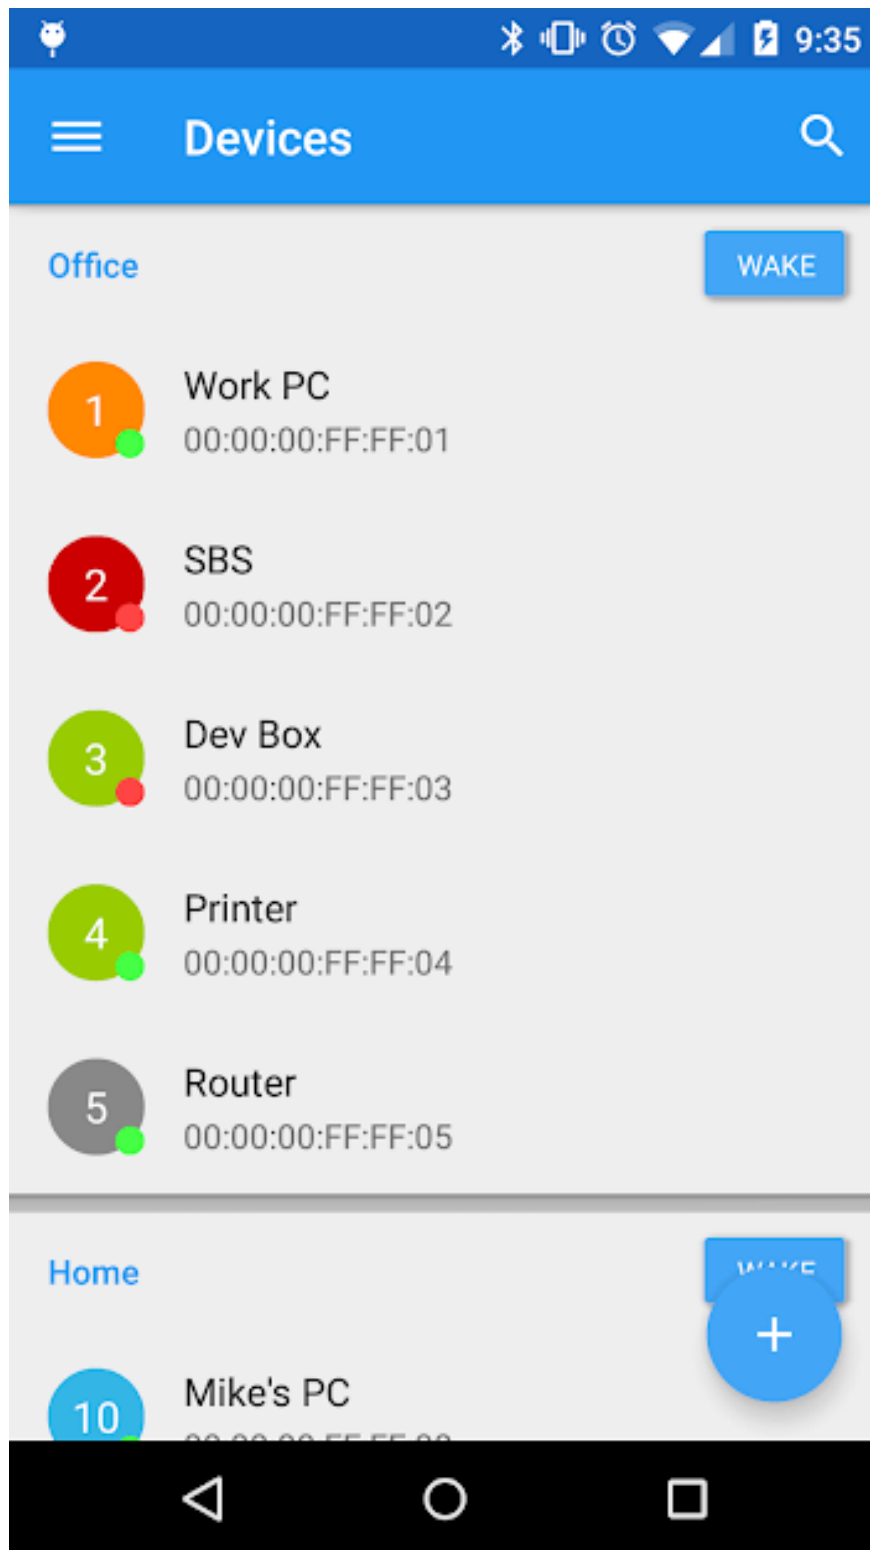 9:35
Devices
Office
WAKE
1
Work PC
00:00:00:FF:FF:01
2
SBS
00:00:00:FF:FF:02
3
Dev Box
00:00:00:FF:FF:03
4
Printer
00:00:00:FF:FF:04
5
Router
00:00:00:FF:FF:05
Home
WAKE
+
10
Mike's PC